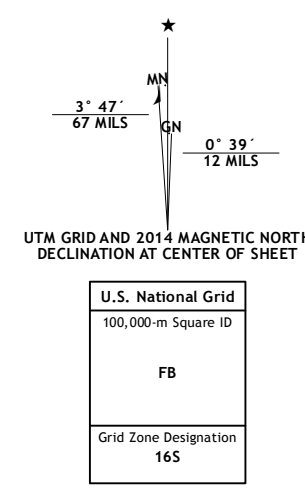 ★
MN
3° 47´
67 MILS
GN
0° 39´
12 MILS
UTM GRID AND 2014 MAGNETIC NORTH
DECLINATION AT CENTER OF SHEET
U.S. National Grid
100,000-m Square ID
FB
Grid Zone Designation
16S